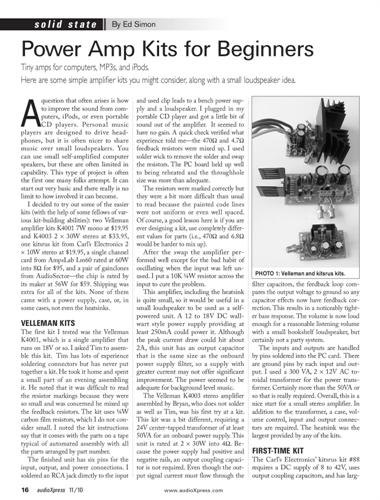 solid state | By Ed Simon
Power Amp Kits for Beginners
Tiny amps for computers, MP3s, and iPods.
Here are some simple amplifier kits you might consider, along with a small loudspeaker idea.
A question that often arises is how
to improve the sound from com-
puters, iPods, or even portable
CD players. Personal music
players are designed to drive head-
phones, but it is often nicer to share
music over small loudspeakers. You
can use small self-amplified computer
speakers, but these are often limited in
capability. This type of project is often
the first one many folks attempt. It can
start out very basic and there really is no
limit to how involved it can become.
I decided to try out some of the easier
kits (with the help of some fellows of var-
ious kit-building abilities): two Velleman
amplifier kits K4001 7W mono at $19.95
and K4003 2 × 30W stereo at $33.95,
one kitsrus kit from Carl's Electronics 2
× 10W stereo at $19.95, a single channel
card from AmpsLab Lm60 rated at 60W
into 8Ω for $95, and a pair of gainclones
from Audiosector—the chip is rated by
its maker at 56W for $59. Shipping was
extra for all of the kits. None of them
came with a power supply, case, or, in
some cases, not even the heatsinks.
VELLEMAN KITS
The first kit I tested was the Velleman
K4001, which is a single amplifier that
runs on 18V or so. I asked Tim to assem-
ble this kit. Tim has lots of experience
soldering connectors but has never put
together a kit. He took it home and spent
a small part of an evening assembling
it. He noted that it was difficult to read
the resistor markings because they were
so small and was concerned he mixed up
the feedback resistors. The kit uses ¼W
carbon film resistors, which I do not con-
sider small. I noted the kit instructions
say that it comes with the parts on a tape
typical of automated assembly with all
the parts arranged by part number.
The finished unit has six pins for the
input, output, and power connections. I
soldered an RCA jack directly to the input
and used clip leads to a bench power sup-
ply and a loudspeaker. I plugged in my
portable CD player and got a little bit of
sound out of the amplifier. It seemed to
have no gain. A quick check verified what
experience told me—the 470Ω and 4.7Ω
feedback resistors were mixed up. I used
solder wick to remove the solder and swap
the resistors. The PC board held up well
to being reheated and the throughhole
size was more than adequate.
The resistors were marked correctly but
they were a bit more difficult than usual
to read because the painted code lines
were not uniform or even well spaced.
Of course, a good lesson here is if you are
ever designing a kit, use completely differ-
ent values for parts (i.e., 470Ω and 6.8Ω
would be harder to mix up).
After the swap the amplifier per-
formed well except for the bad habit of
oscillating when the input was left un-
used. I put a 10K ¼W resistor across the
input to cure the problem.
This amplifier, including the heatsink
is quite small, so it would be useful in a
small loudspeaker to be used as a self-
powered unit. A 12 to 18V DC wall-
wart style power supply providing at
least 250mA could power it. Although
the peak current draw could hit about
2A, this unit has an output capacitor
that is the same size as the onboard
power supply filter, so a supply with
greater current may not offer significant
improvement. The power seemed to be
adequate for background level music.
The Velleman K4003 stereo amplifier
assembled by Bryan, who does not solder
as well as Tim, was his first try at a kit.
This kit was a bit different, requiring a
24V center-tapped transformer of at least
50VA for an onboard power supply. This
unit is rated at 2 × 30W into 4Ω. Be-
cause the power supply had positive and
negative rails, an output coupling capaci-
tor is not required. Even though the out-
put signal current must flow through the
PHOTO 1: Velleman and kitsrus kits.
filter capacitors, the feedback loop com-
pares the output voltage to ground so any
capacitor effects now have feedback cor-
rection. This results in a noticeably tight-
er bass response. The volume is now loud
enough for a reasonable listening volume
with a small bookshelf loudspeaker, but
certainly not a party system.
The inputs and outputs are handled
by pins soldered into the PC card. There
are ground pins by each input and out-
put. I used a 300 VA, 2 × 12V AC to-
roidal transformer for the power trans-
former. Certainly more than the 50VA or
so that is really required. Overall, this is a
nice start for a small stereo amplifier. In
addition to the transformer, a case, vol-
ume control, input and output connec-
tors are required. The heatsink was the
largest provided by any of the kits.
FIRST-TIME KIT
The Carl's Electronics' kitsrus kit #88
requires a DC supply of 8 to 42V, uses
output coupling capacitors, and has larg-
16 audioXpress 11/10
www.audioXpress.com